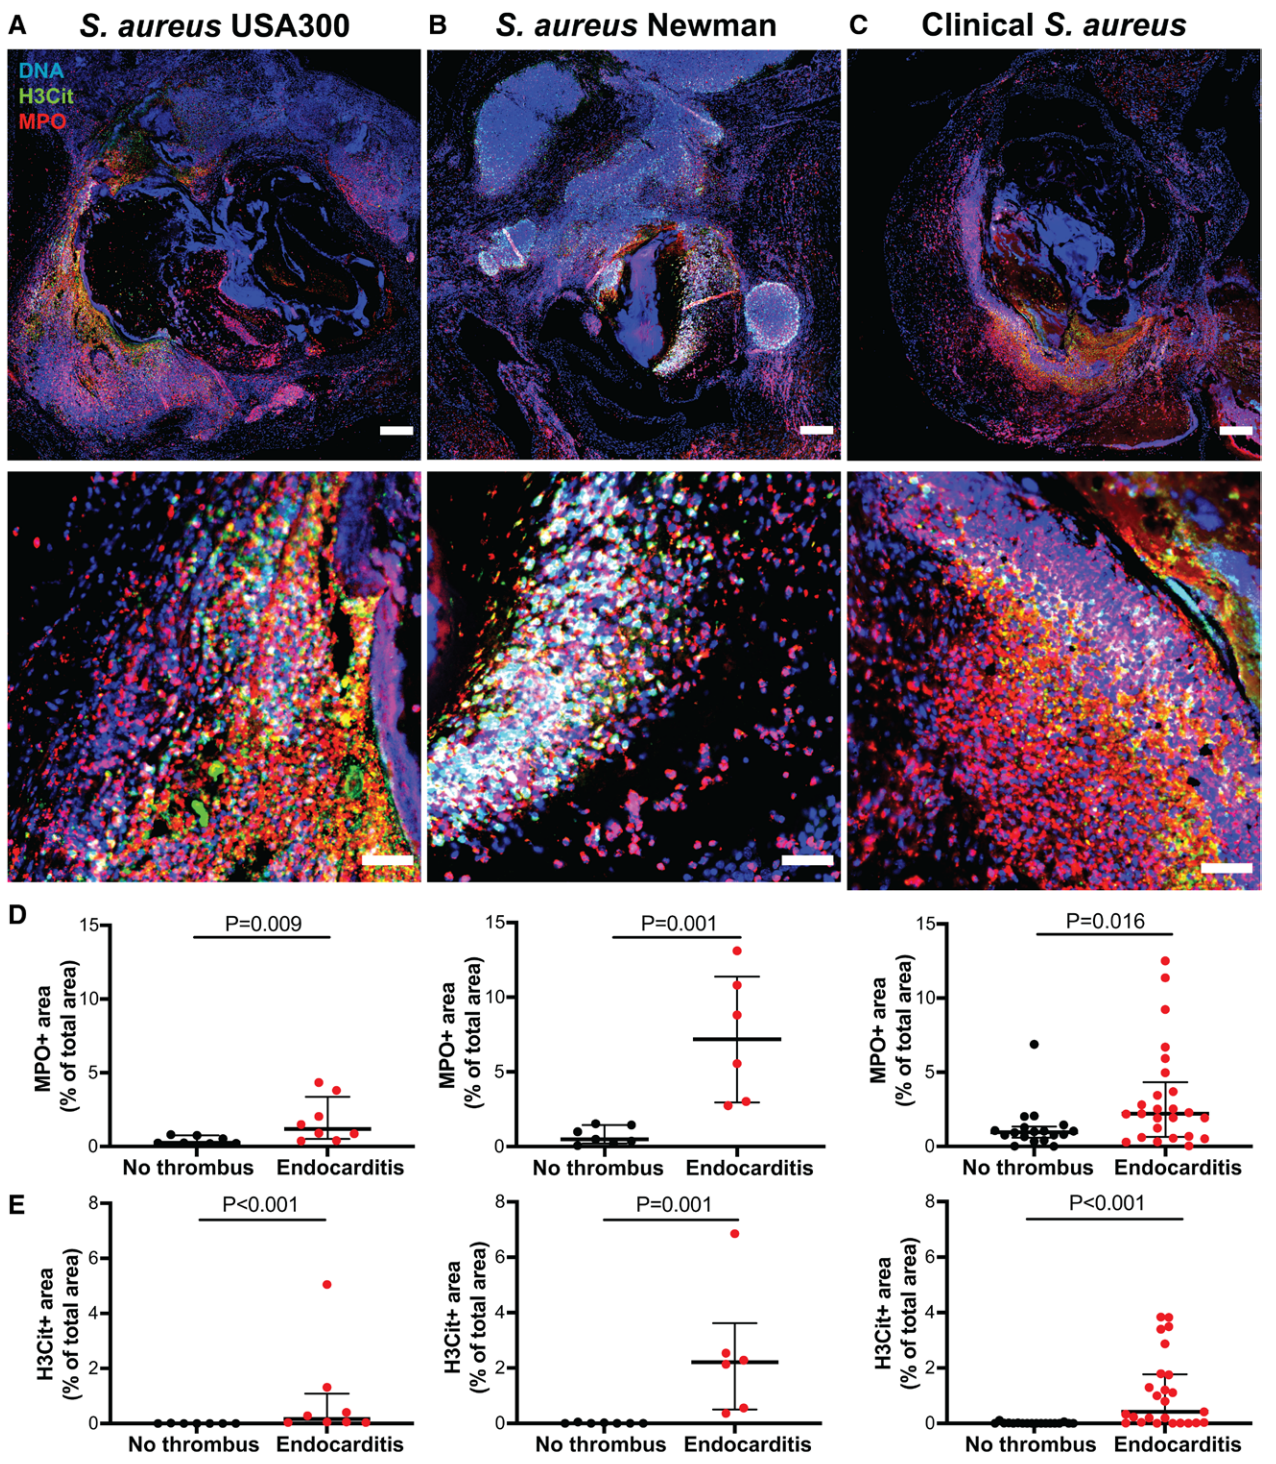 A S. aureus USA300 B S. aureus Newman C Clinical S. aureus
DNA
H3Cit
MPO
D
MPO+ area
(% of total area)
15
10
5
0
P=0.009
No thrombus Endocarditis
MPO+ area
(% of total area)
15
10
5
0
P=0.001
No thrombus Endocarditis
MPO+ area
(% of total area)
15
10
5
0
P=0.016
No thrombus Endocarditis
E
H3Cit+ area
(% of total area)
8
6
4
2
0
P<0.001
No thrombus Endocarditis
H3Cit+ area
(% of total area)
8
6
4
2
0
P=0.001
No thrombus Endocarditis
H3Cit+ area
(% of total area)
8
6
4
2
0
P<0.001
No thrombus Endocarditis